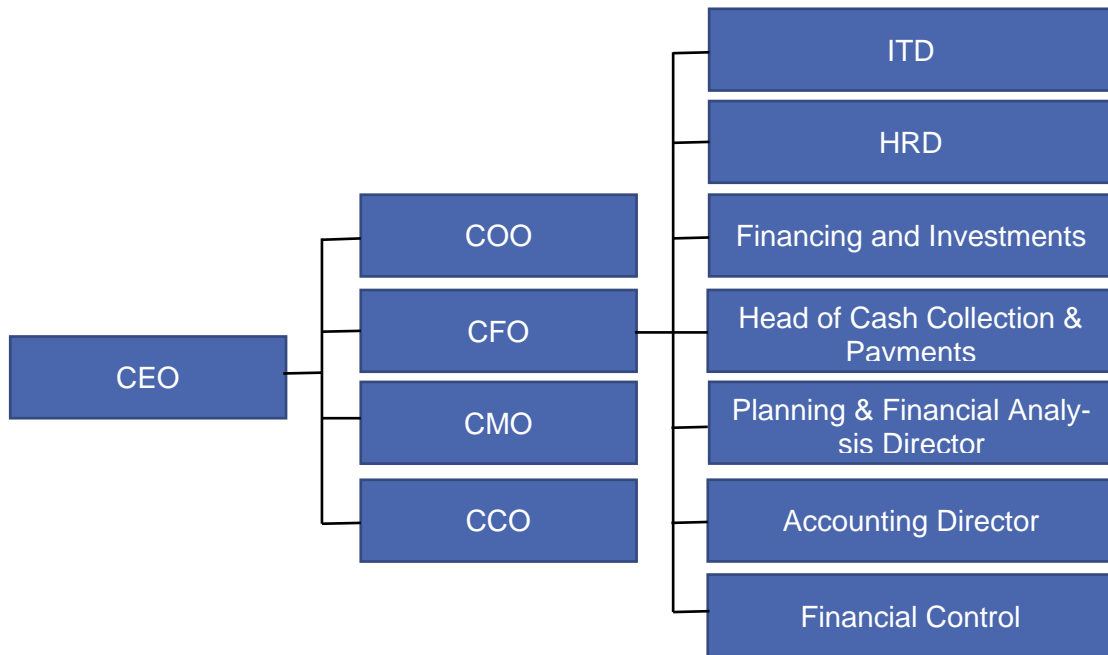 CEO
COO
CFO
CMO
CCO
ITD
HRD
Financing and Investments
Head of Cash Collection &
Payments
Planning & Financial Analy-
sis Director
Accounting Director
Financial Control